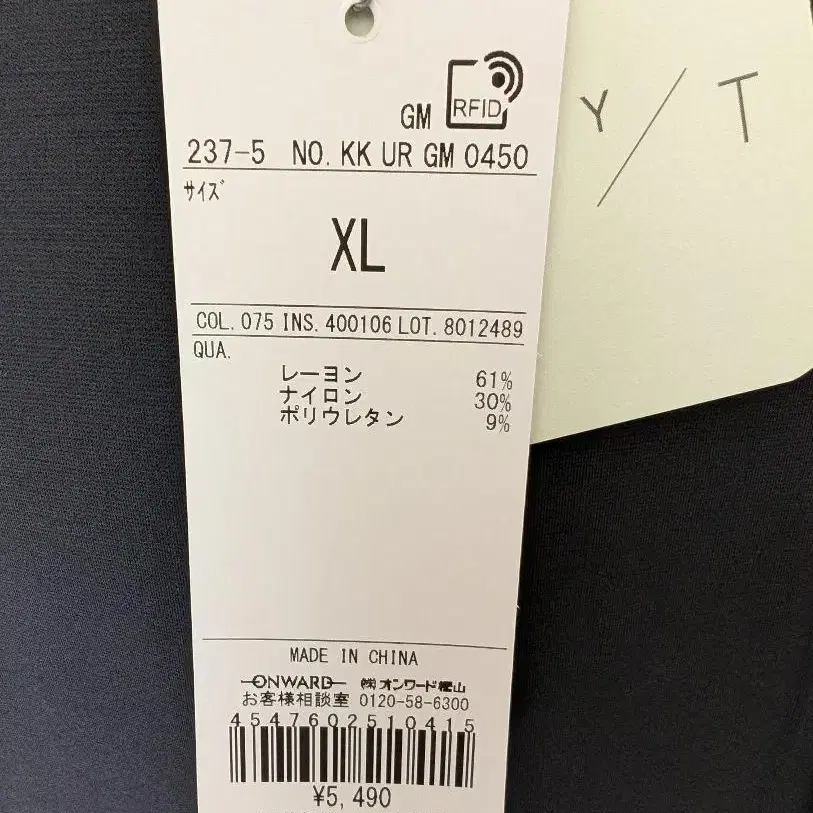 RFID
GM
237-5 NO. KK UR GM 0450
サイズ
XL
COL. 075 INS. 400106 LOT. 8012489
QUA.
レーヨン 61%
ナイロン 30%
ポリウレタン 9%
MADE IN CHINA
ONWARD ㈱オンワード樫山
お客様相談室 0120-58-6300
4547602510415
¥5,490
Y/T